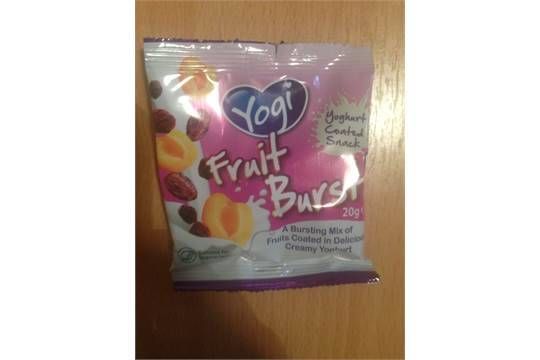 Yogi
Yoghurt
Coated
Snack
Fruit
Burst
20g
A Bursting Mix of
Fruits Coated in Delicious
Creamy Yoghurt